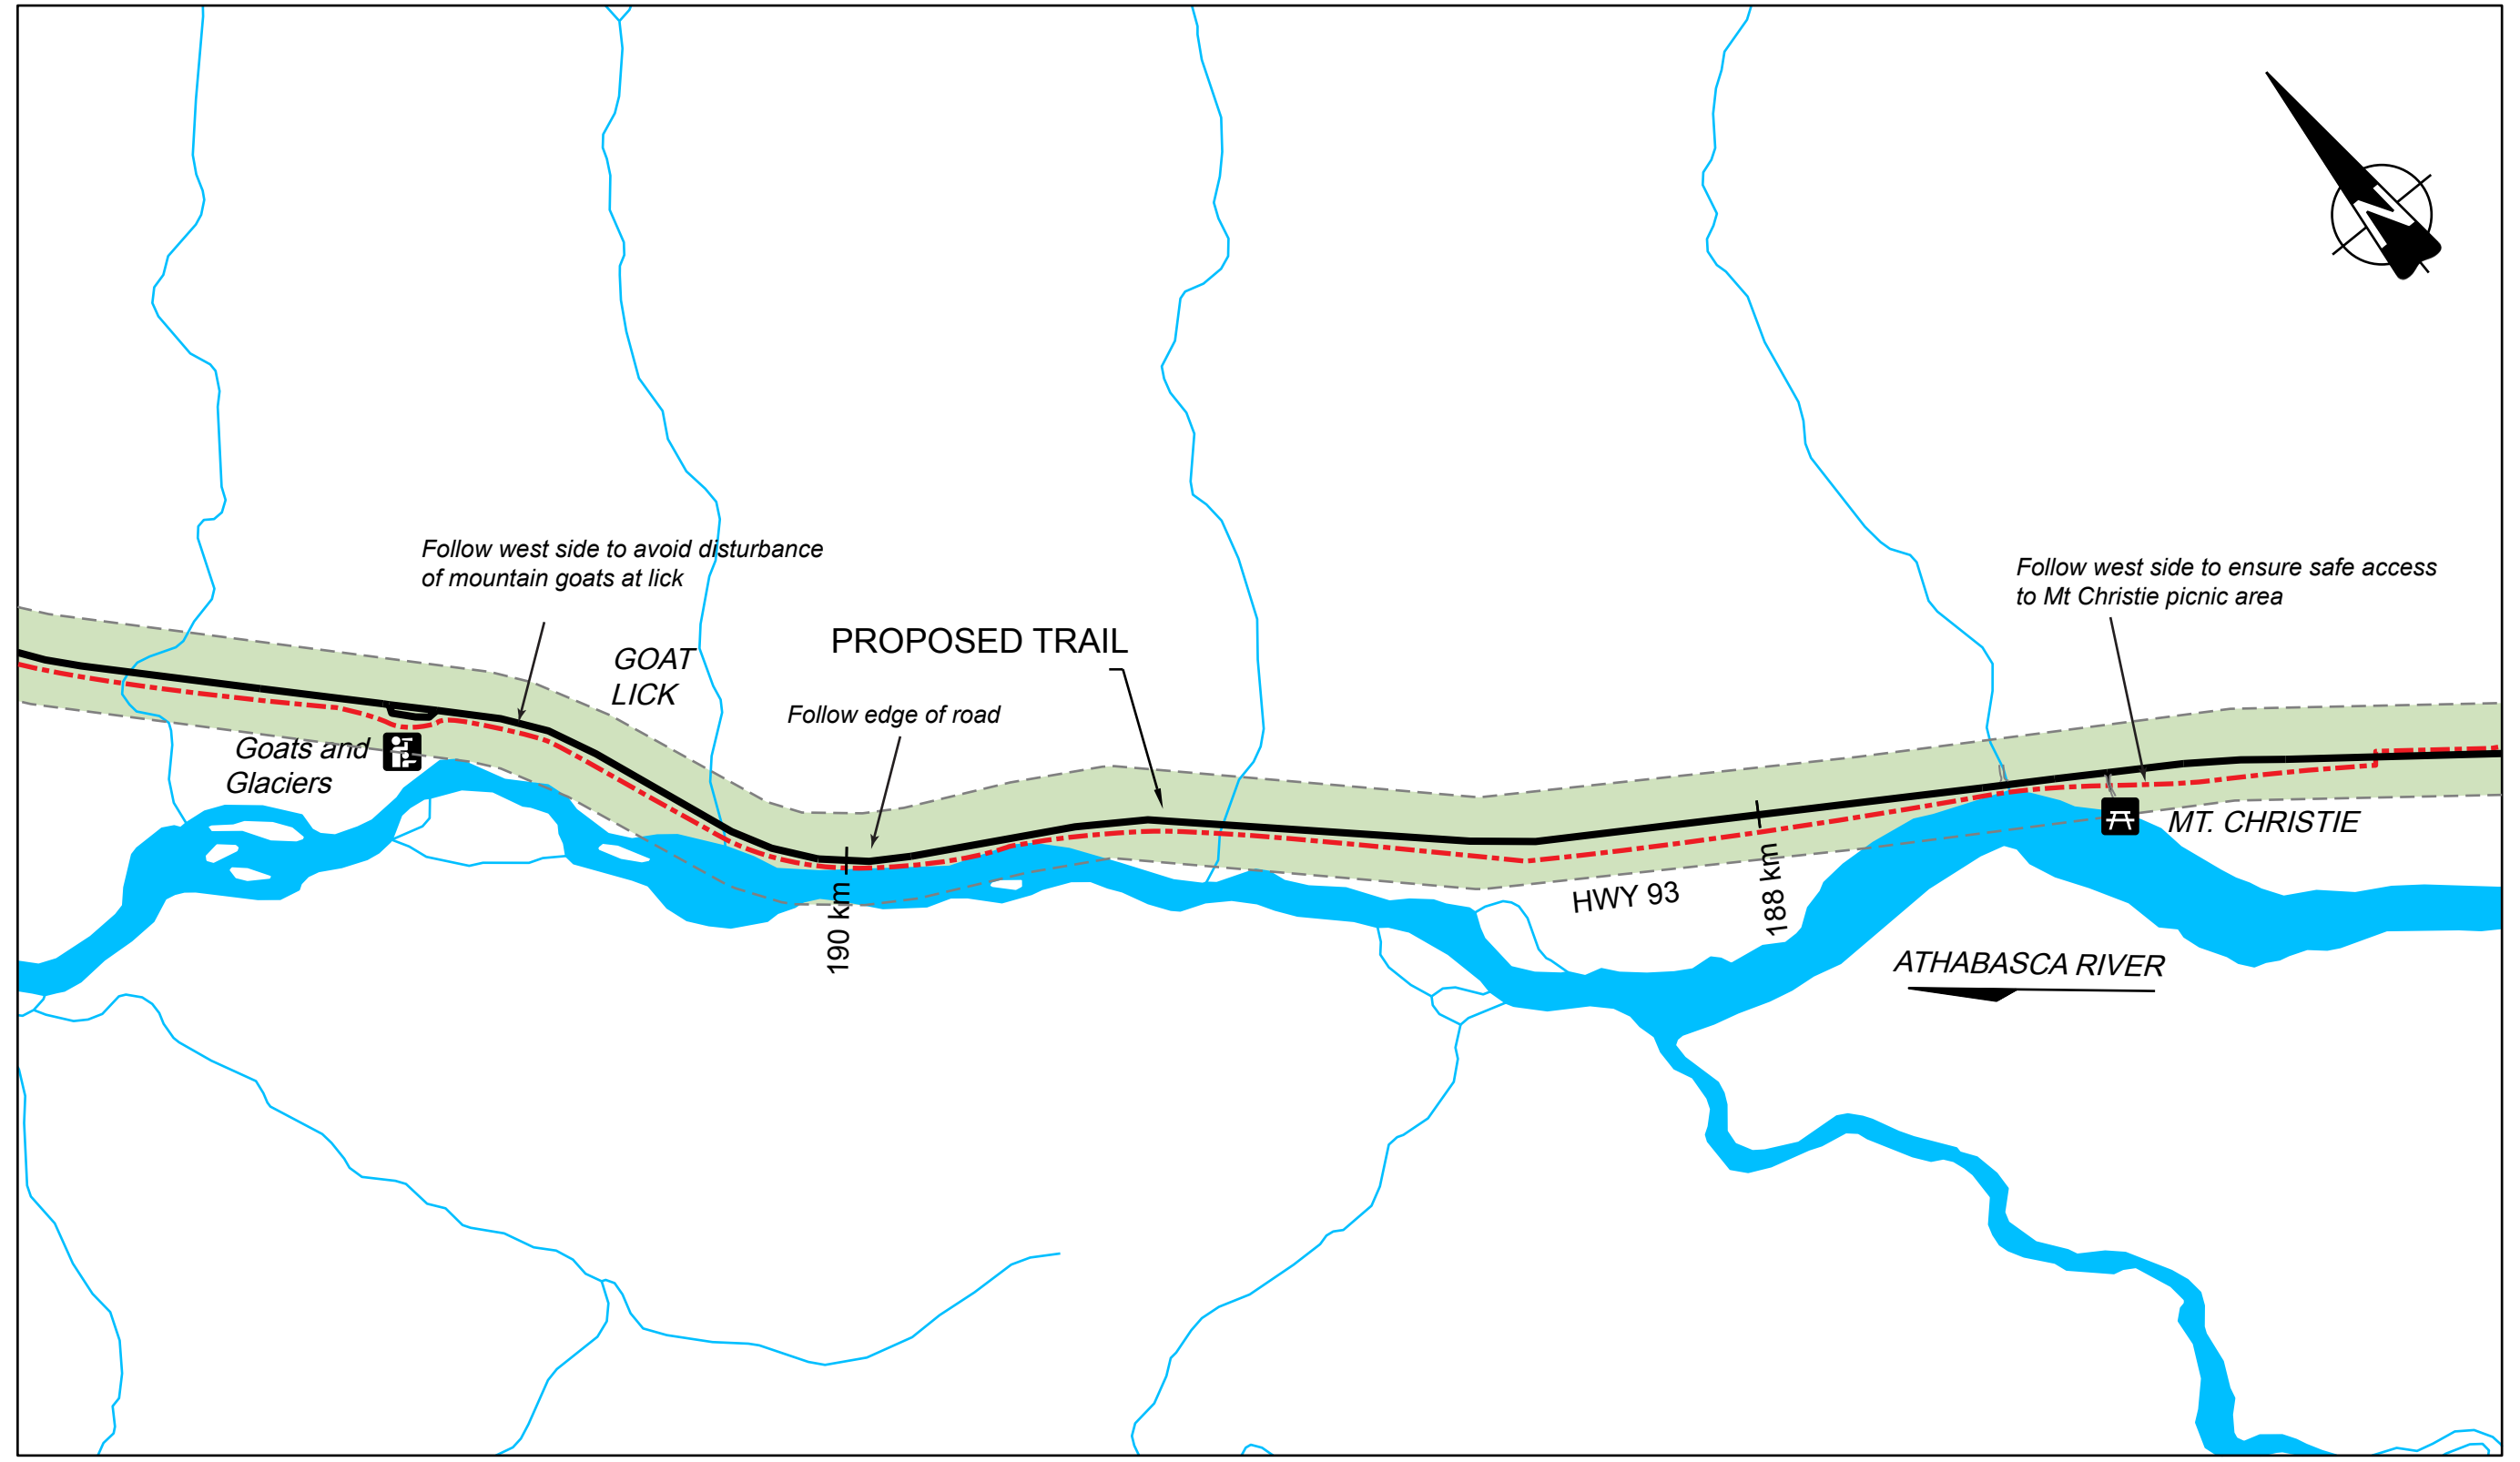 Follow west side to avoid disturbance
of mountain goats at lick
Follow west side to ensure safe access
to Mt Christie picnic area
PROPOSED TRAIL
GOAT
LICK
Follow edge of road
Goats and
Glaciers
MT. CHRISTIE
190 km
HWY 93
188 km
ATHABASCA RIVER
N